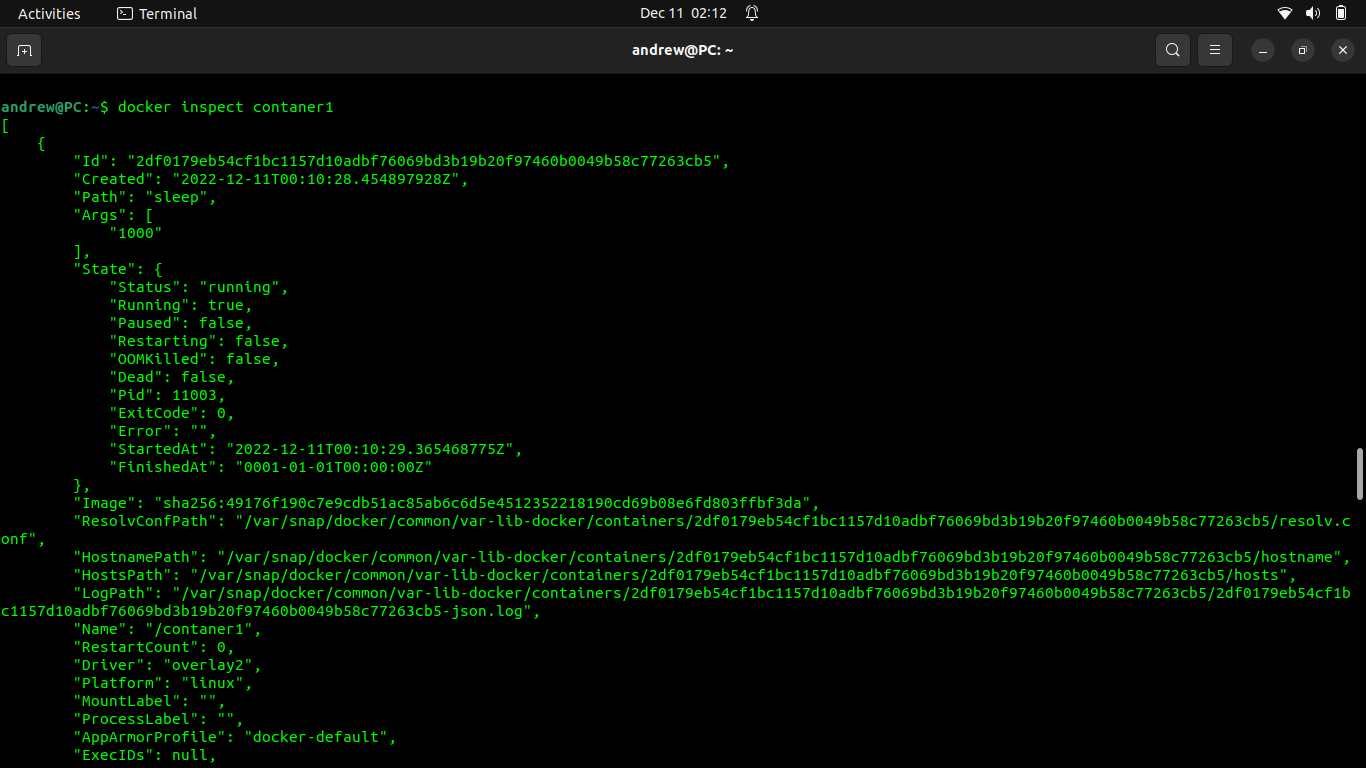 Activities Terminal Dec 11 02:12
andrew@PC: ~
andrew@PC:~$ docker inspect contaner1
[
    {
        "Id": "2df0179eb54cf1bc1157d10adbf76069bd3b19b20f97460b0049b58c77263cb5",
        "Created": "2022-12-11T00:10:28.454897928Z",
        "Path": "sleep",
        "Args": [
            "1000"
        ],
        "State": {
            "Status": "running",
            "Running": true,
            "Paused": false,
            "Restarting": false,
            "OOMKilled": false,
            "Dead": false,
            "Pid": 11003,
            "ExitCode": 0,
            "Error": "",
            "StartedAt": "2022-12-11T00:10:29.365468775Z",
            "FinishedAt": "0001-01-01T00:00:00Z"
        },
        "Image": "sha256:49176f190c7e9cdb51ac85ab6c6d5e4512352218190cd69b08e6fd803ffbf3da",
        "ResolvConfPath": "/var/snap/docker/common/var-lib-docker/containers/2df0179eb54cf1bc1157d10adbf76069bd3b19b20f97460b0049b58c77263cb5/resolv.c
onf",
        "HostnamePath": "/var/snap/docker/common/var-lib-docker/containers/2df0179eb54cf1bc1157d10adbf76069bd3b19b20f97460b0049b58c77263cb5/hostname",
        "HostsPath": "/var/snap/docker/common/var-lib-docker/containers/2df0179eb54cf1bc1157d10adbf76069bd3b19b20f97460b0049b58c77263cb5/hosts",
        "LogPath": "/var/snap/docker/common/var-lib-docker/containers/2df0179eb54cf1bc1157d10adbf76069bd3b19b20f97460b0049b58c77263cb5/2df0179eb54cf1b
c1157d10adbf76069bd3b19b20f97460b0049b58c77263cb5-json.log",
        "Name": "/contaner1",
        "RestartCount": 0,
        "Driver": "overlay2",
        "Platform": "linux",
        "MountLabel": "",
        "ProcessLabel": "",
        "AppArmorProfile": "docker-default",
        "ExecIDs": null,